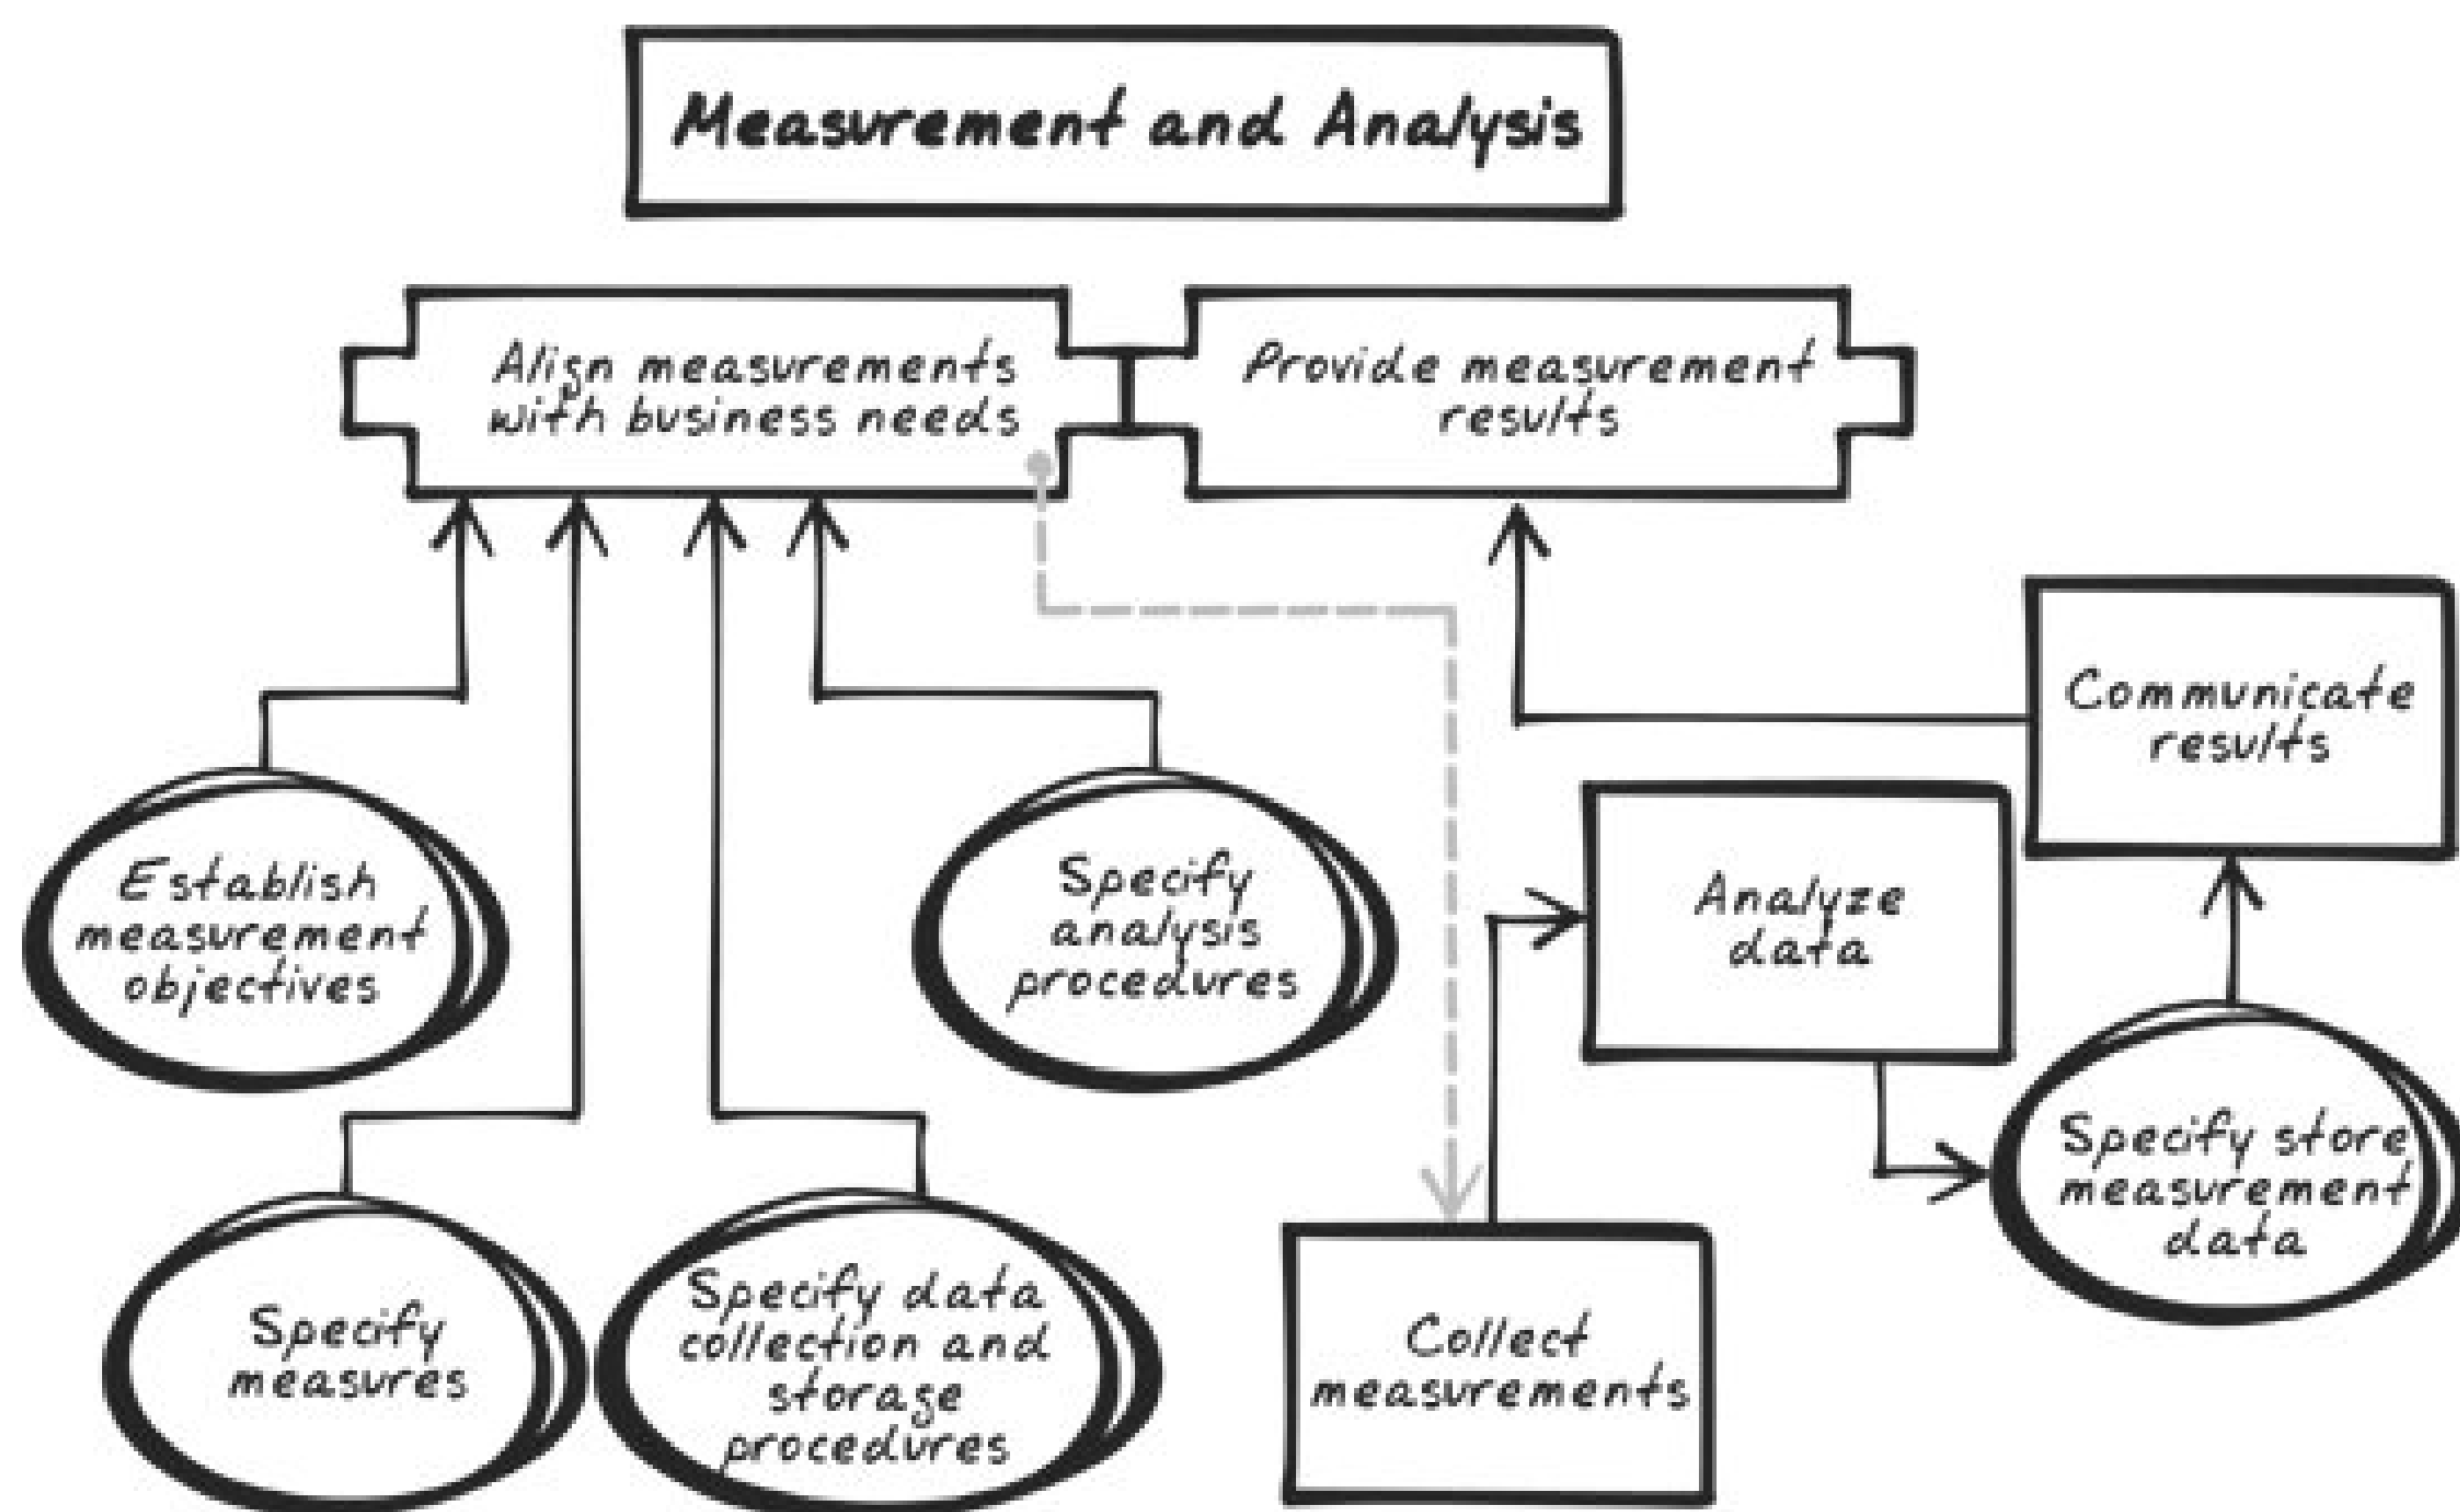 Measurement and Analysis
Align measurements
with business needs
Provide measurement
results
Communicate
results
Establish
measurement
objectives
Specify
analysis
procedures
Analyze
data
Specify store
measurement
data
Specify
measures
Specify data
collection and
storage
procedures
Collect
measurements